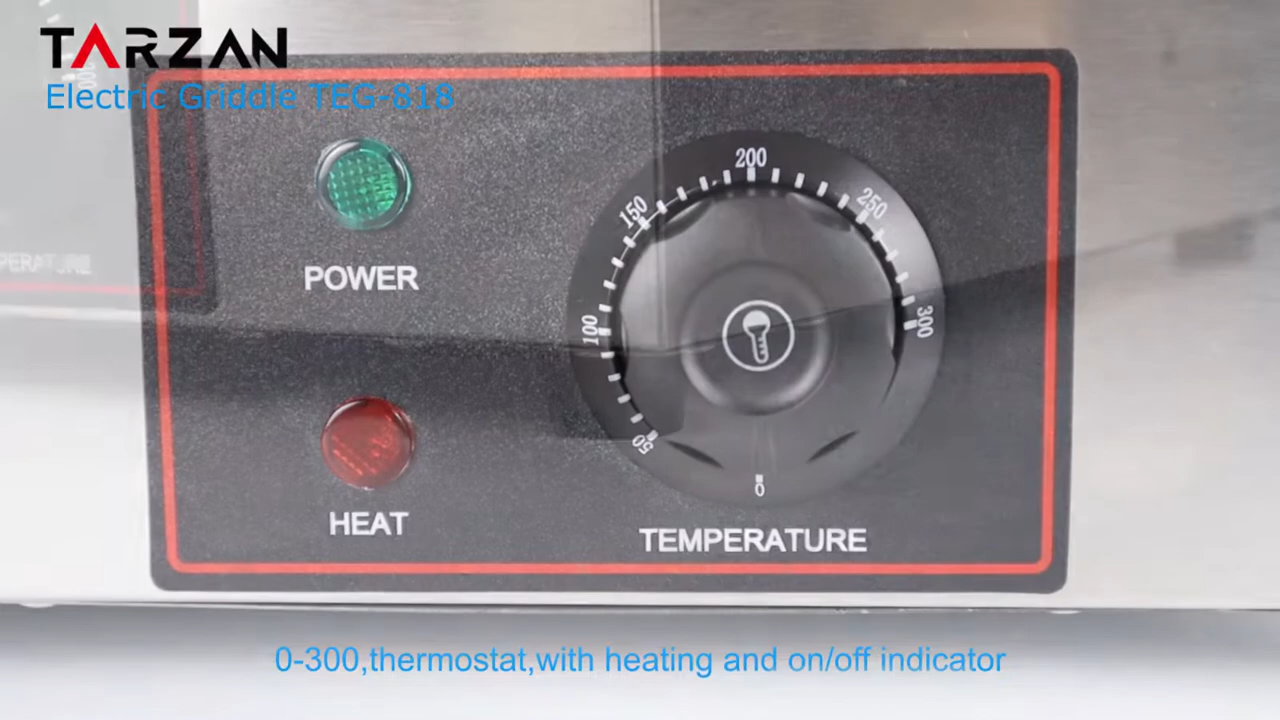 TARZAN
Electric Griddle TEG-818
POWER
HEAT
200
150
250
100
300
50
0
TEMPERATURE
PERATURE
0-300,thermostat,with heating and on/off indicator